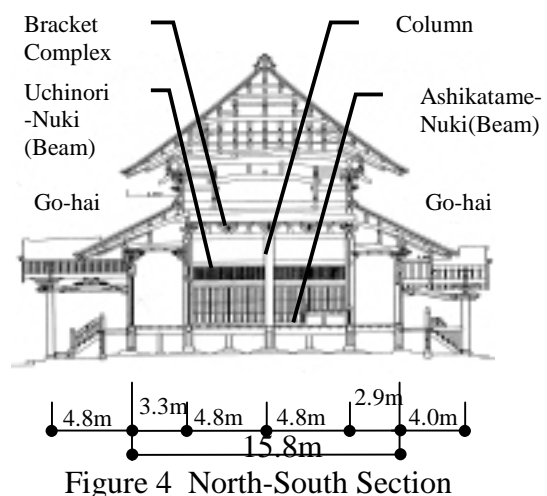 Bracket
Complex
Column
Uchinori
-Nuki
(Beam)
Ashikatame-
Nuki(Beam)
Go-hai
Go-hai
4.8m
3.3m
4.8m
4.8m
2.9m
4.0m
15.8m
Figure 4 North-South Section